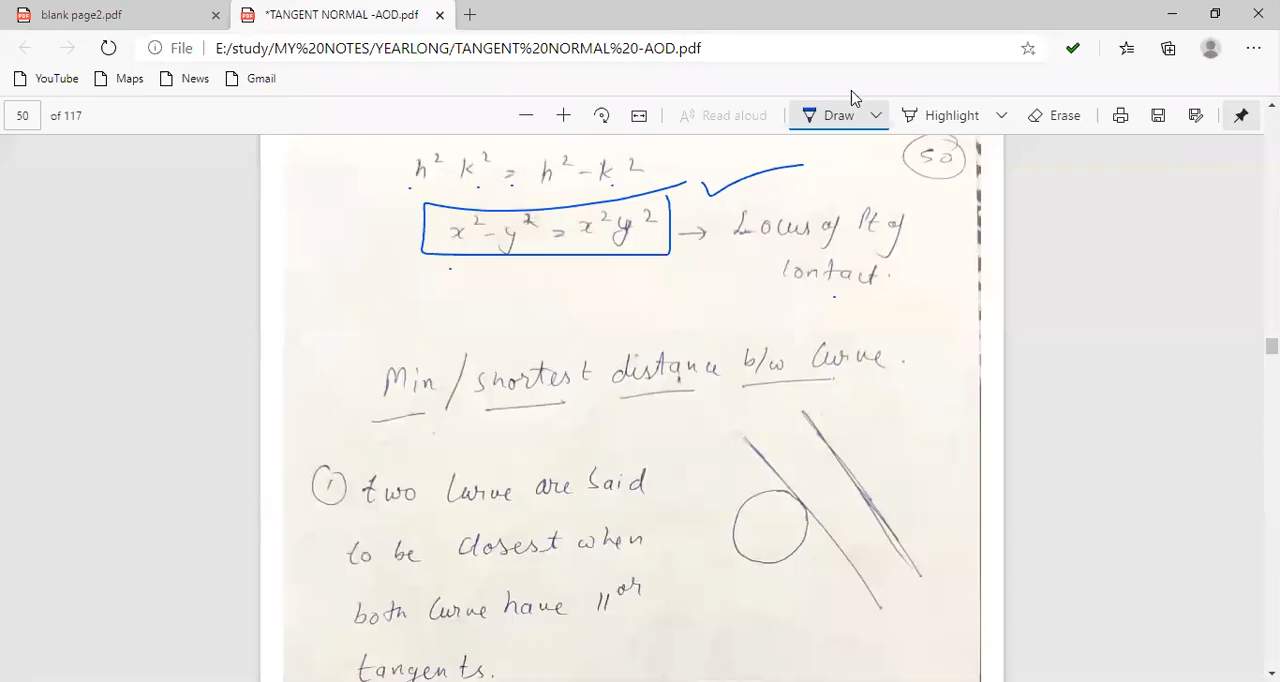 blank page2.pdf
*TANGENT NORMAL -AOD.pdf
File
E:/study/MY%20NOTES/YEARLONG/TANGENT%20NORMAL%20-AOD.pdf
YouTube Maps News Gmail
50 of 117
Read aloud
Draw
Highlight
Erase
50
h² k² = h² - k²
x² - y² = x² y² → Locus of Pt of
contact.
Min / shortest distance b/w Curve.
① two Curve are Said
to be closest when
both Curve have ||or
tangents.